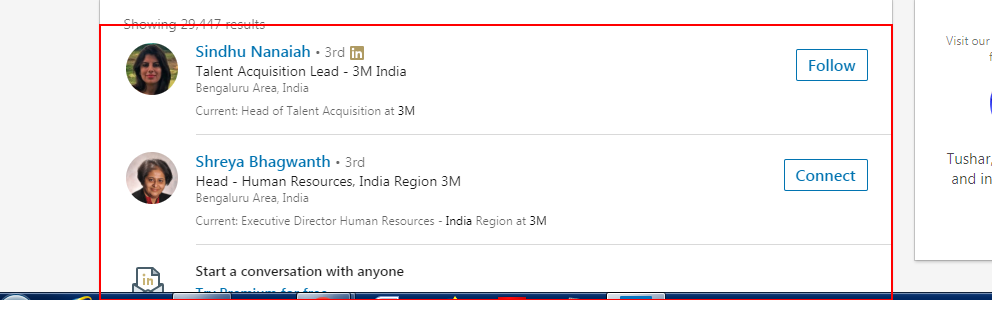 Showing 29,447 results
Sindhu Nanaiah • 3rd in
Talent Acquisition Lead - 3M India
Bengaluru Area, India
Current: Head of Talent Acquisition at 3M
Follow
Shreya Bhagwanth • 3rd
Head - Human Resources, India Region 3M
Bengaluru Area, India
Current: Executive Director Human Resources - India Region at 3M
Connect
in
Start a conversation with anyone
Try Premium for free
Visit our
Tushar,
and in